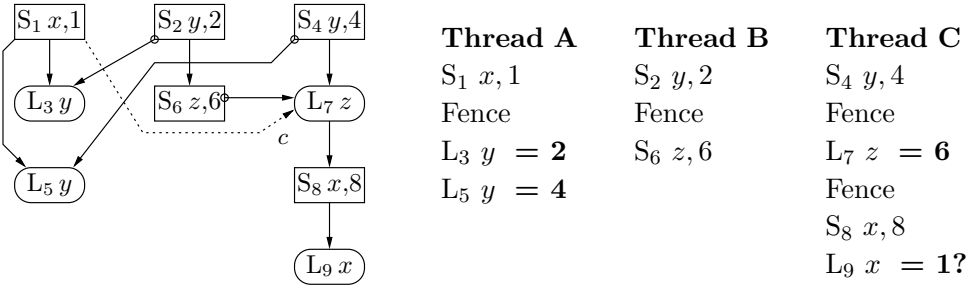 S₁ x,1
S₂ y,2
S₄ y,4
L₃ y
S₆ z,6
L₇ z
c
L₅ y
S₈ x,8
L₉ x
Thread A
S₁ x, 1
Fence
L₃ y = 2
L₅ y = 4
Thread B
S₂ y, 2
Fence
S₆ z, 6
Thread C
S₄ y, 4
Fence
L₇ z = 6
Fence
S₈ x, 8
L₉ x = 1?